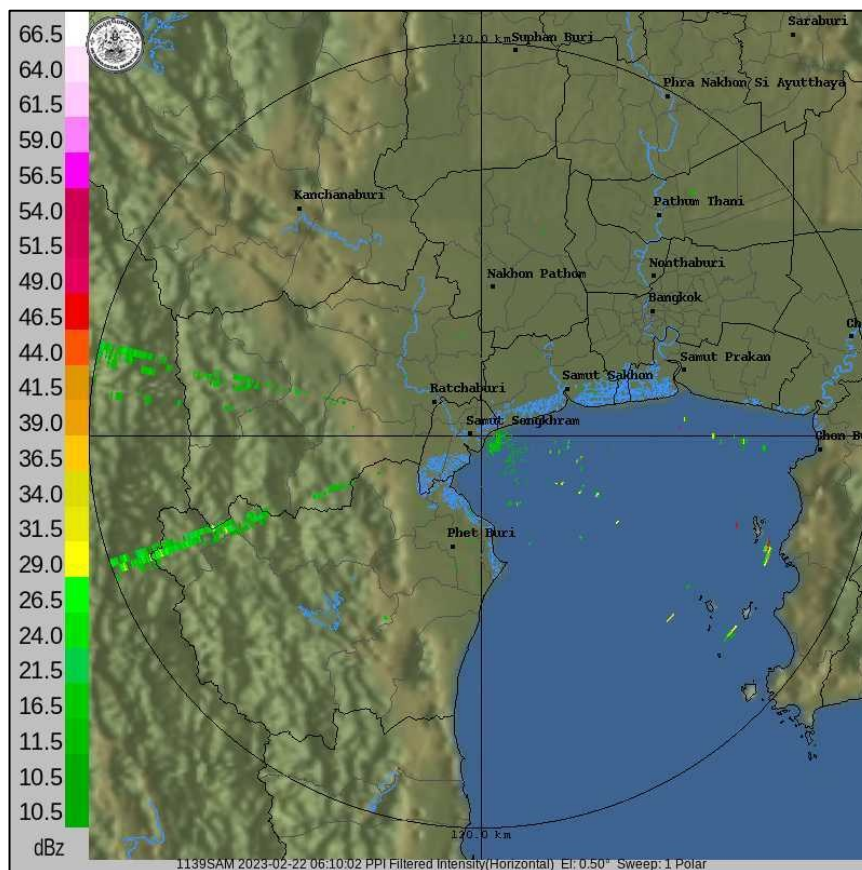 66.5
64.0
61.5
59.0
56.5
54.0
51.5
49.0
46.5
44.0
41.5
39.0
36.5
34.0
31.5
29.0
26.5
24.0
21.5
16.5
11.5
10.5
10.5
dBz
Saraburi
120.0 km
Suphan Buri
Phra Nakhon Si Ayutthaya
Kanchanaburi
Pathum Thani
Nonthaburi
Nakhon Pathom
Bangkok
Ch
Samut Prakan
Ratchaburi
Samut Sakhon
Samut Songkhram
Chon Bu
Phet Buri
120.0 km
1139SAM 2023-02-22 06:10:02 PPI Filtered Intensity(Horizontal) El: 0.50° Sweep: 1 Polar